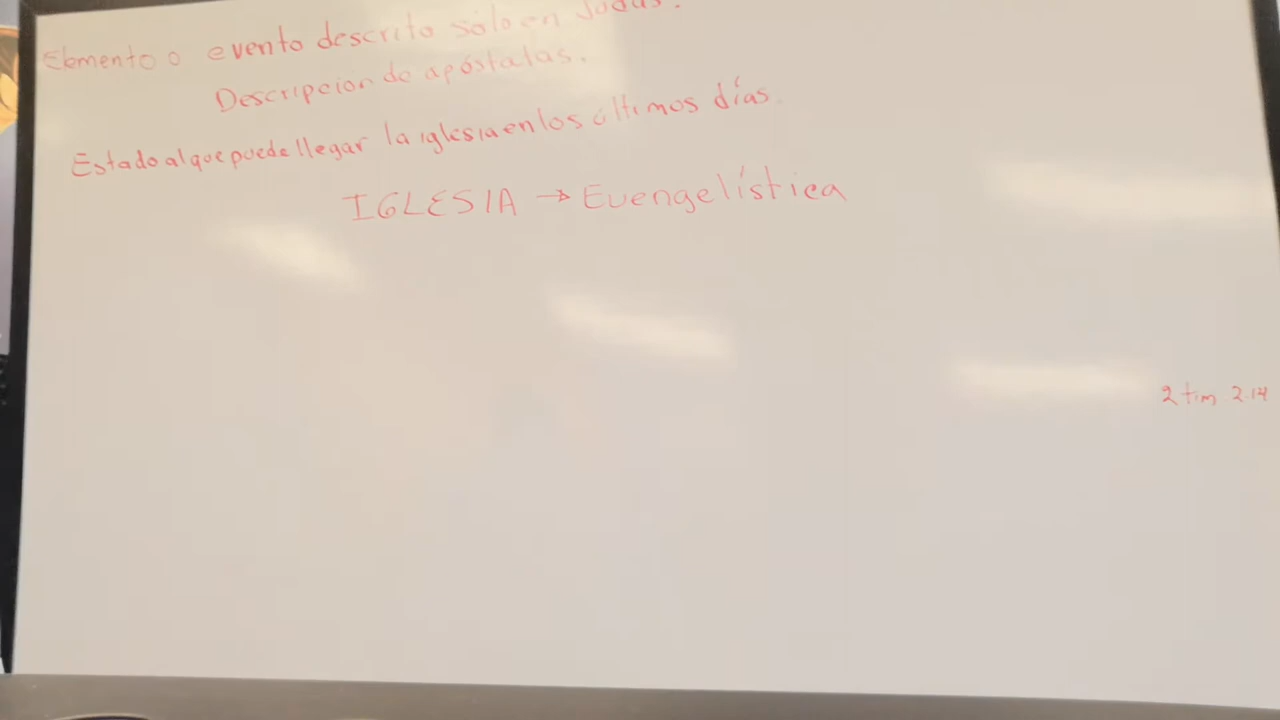 Elemento o evento descrito sólo en Judas.
Descripcion de apóstatas.
Estado al que puede llegar la iglesia en los últimos días.
IGLESIA → Euengelística
2 tim 2.14